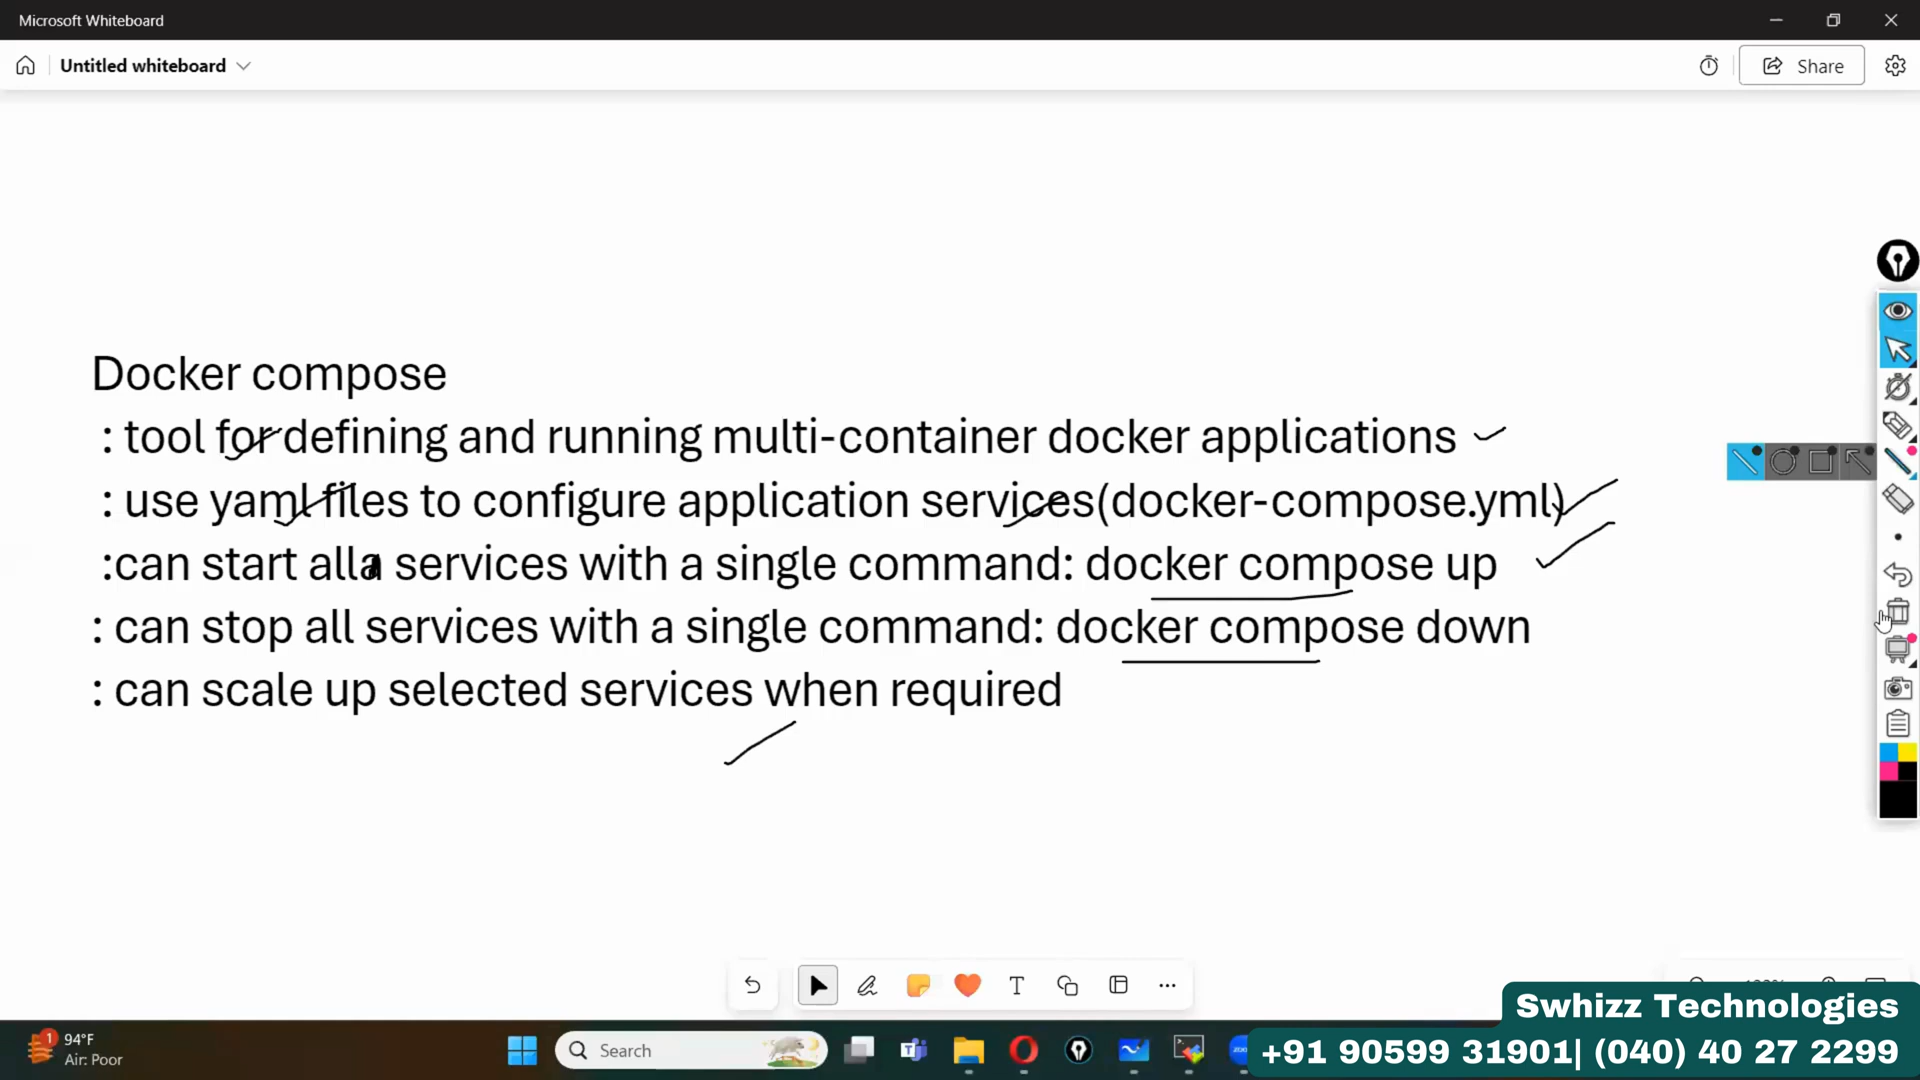 Microsoft Whiteboard
Untitled whiteboard
Share
Docker compose
: tool for defining and running multi-container docker applications
: use yaml files to configure application services(docker-compose.yml)
:can start alla services with a single command: docker compose up
: can stop all services with a single command: docker compose down
: can scale up selected services when required
Swhizz Technologies
+91 90599 31901| (040) 40 27 2299
1
94°F
Air: Poor
Search